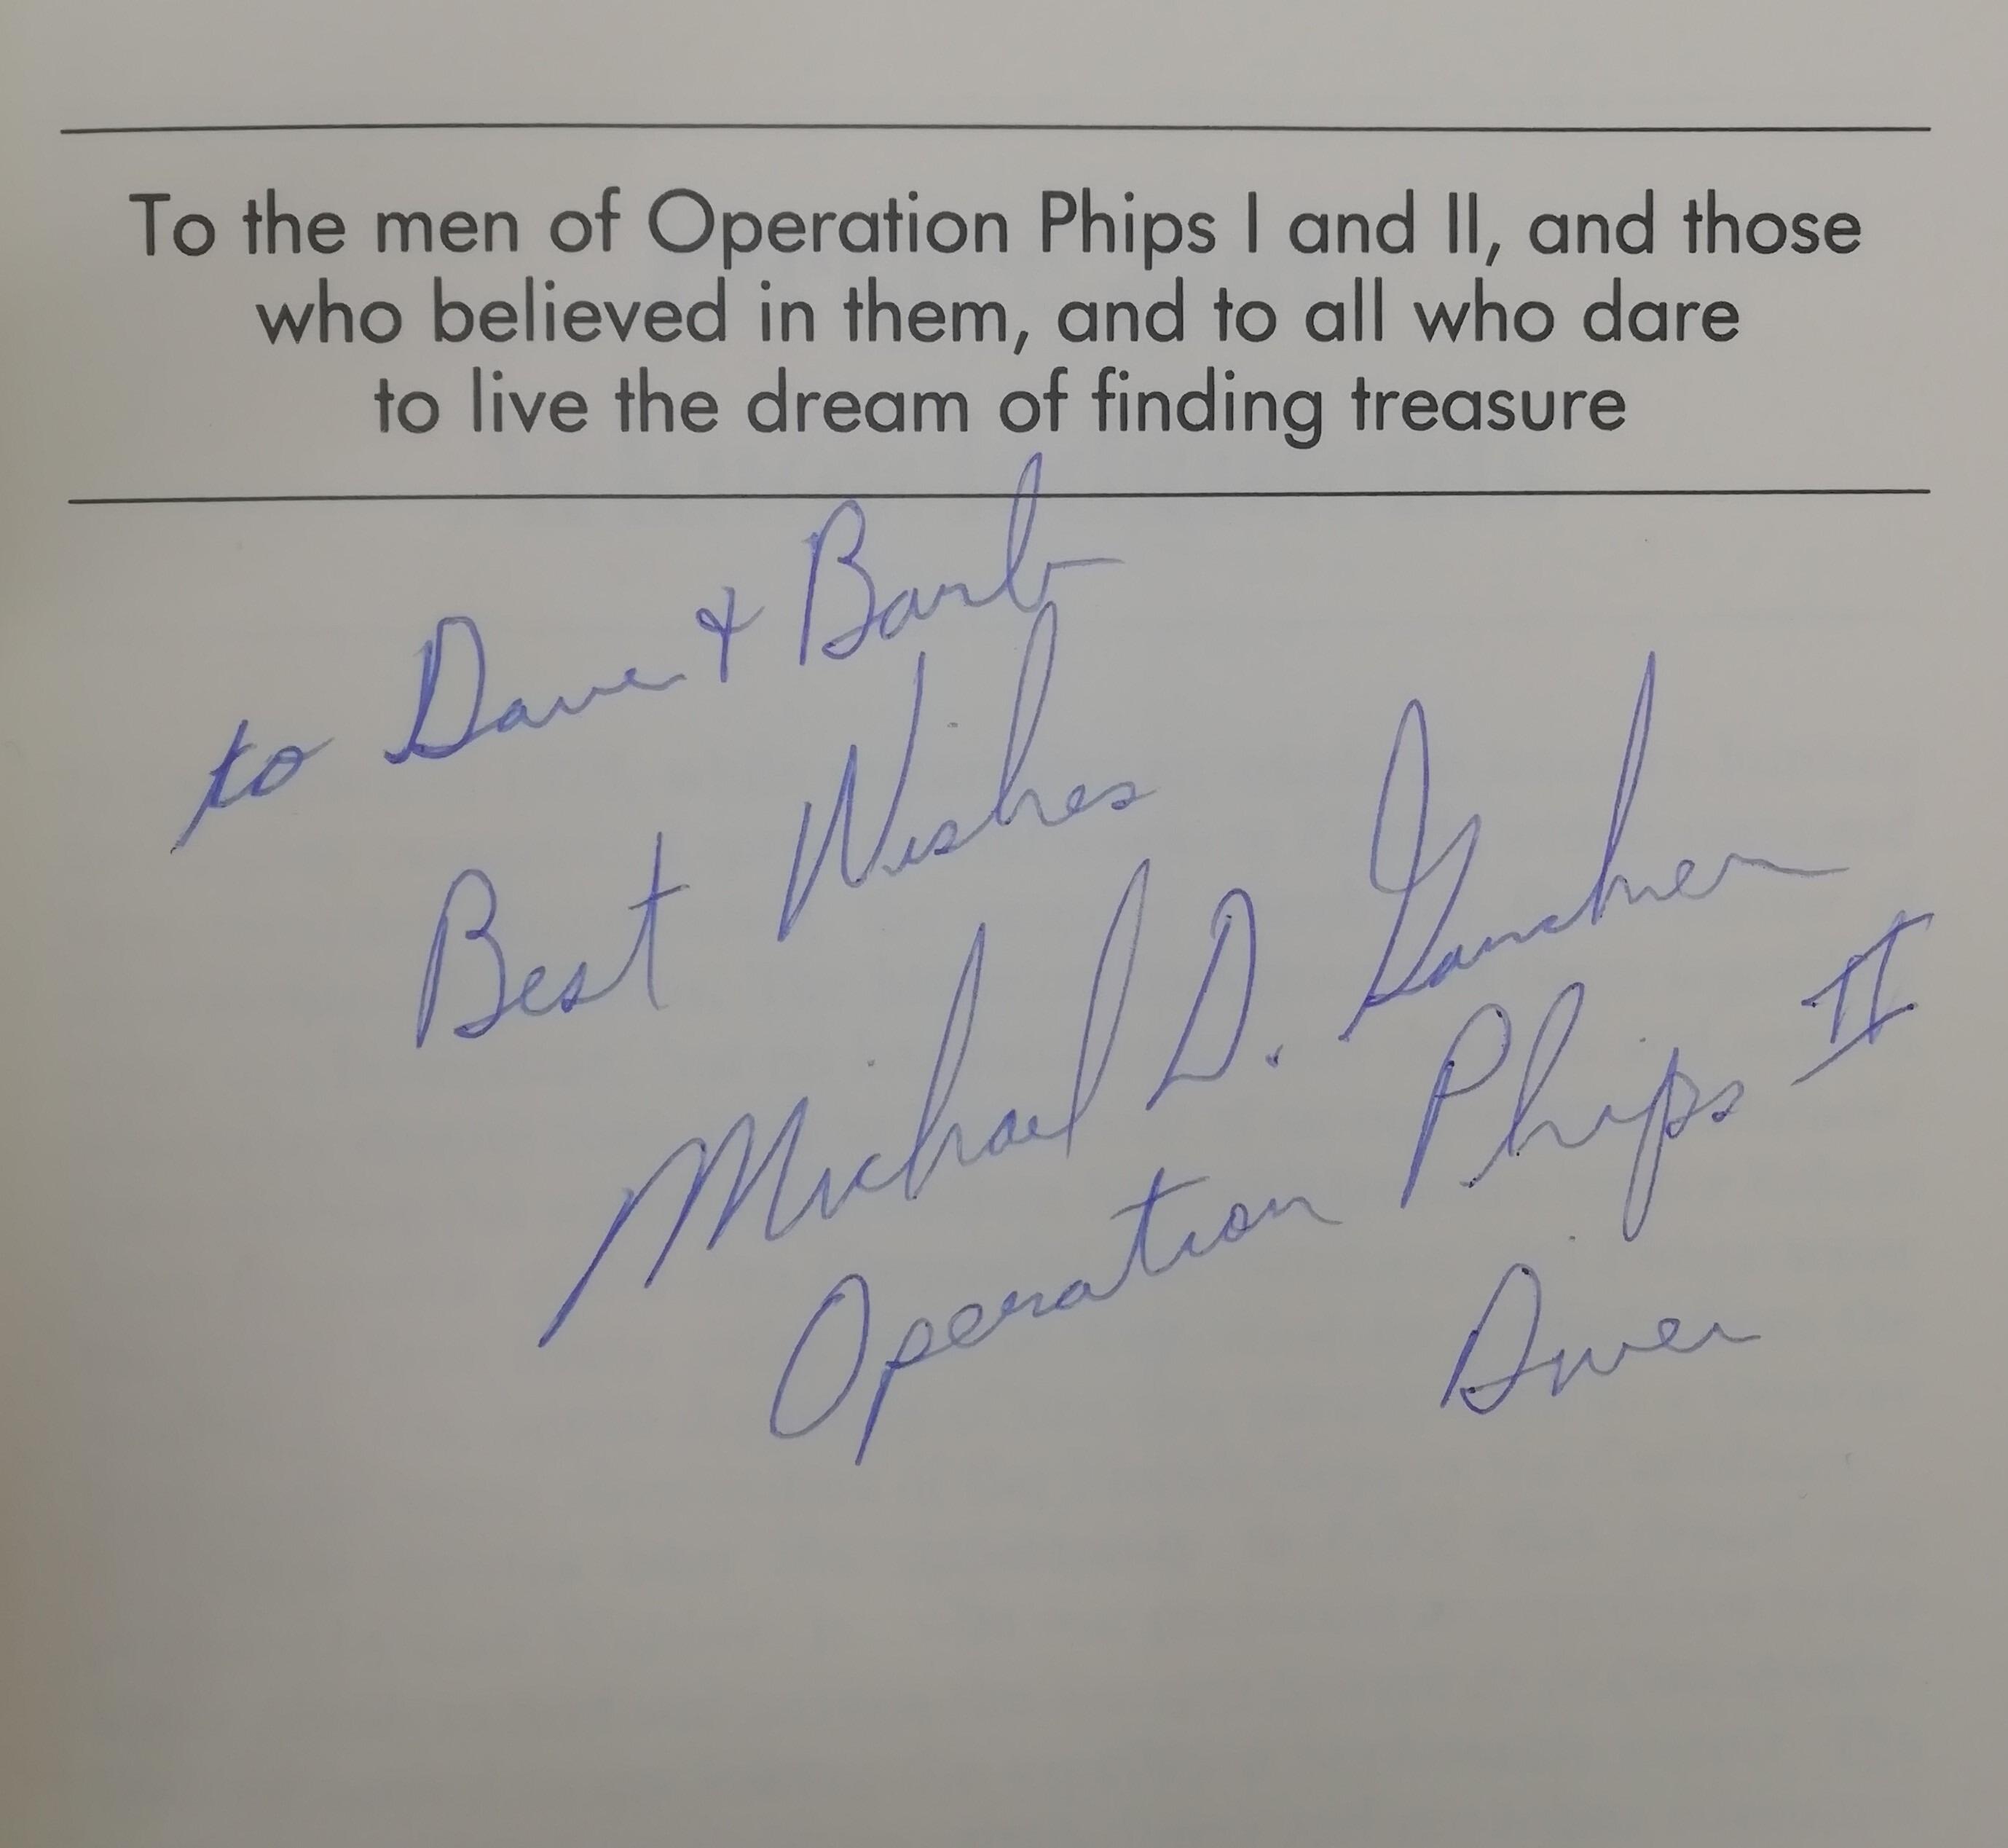 To the men of Operation Phips I and II, and those
who believed in them, and to all who dare
to live the dream of finding treasure
to Dave & Barb
Best Wishes
Michael D. Gardner
Operation Phips II
Diver